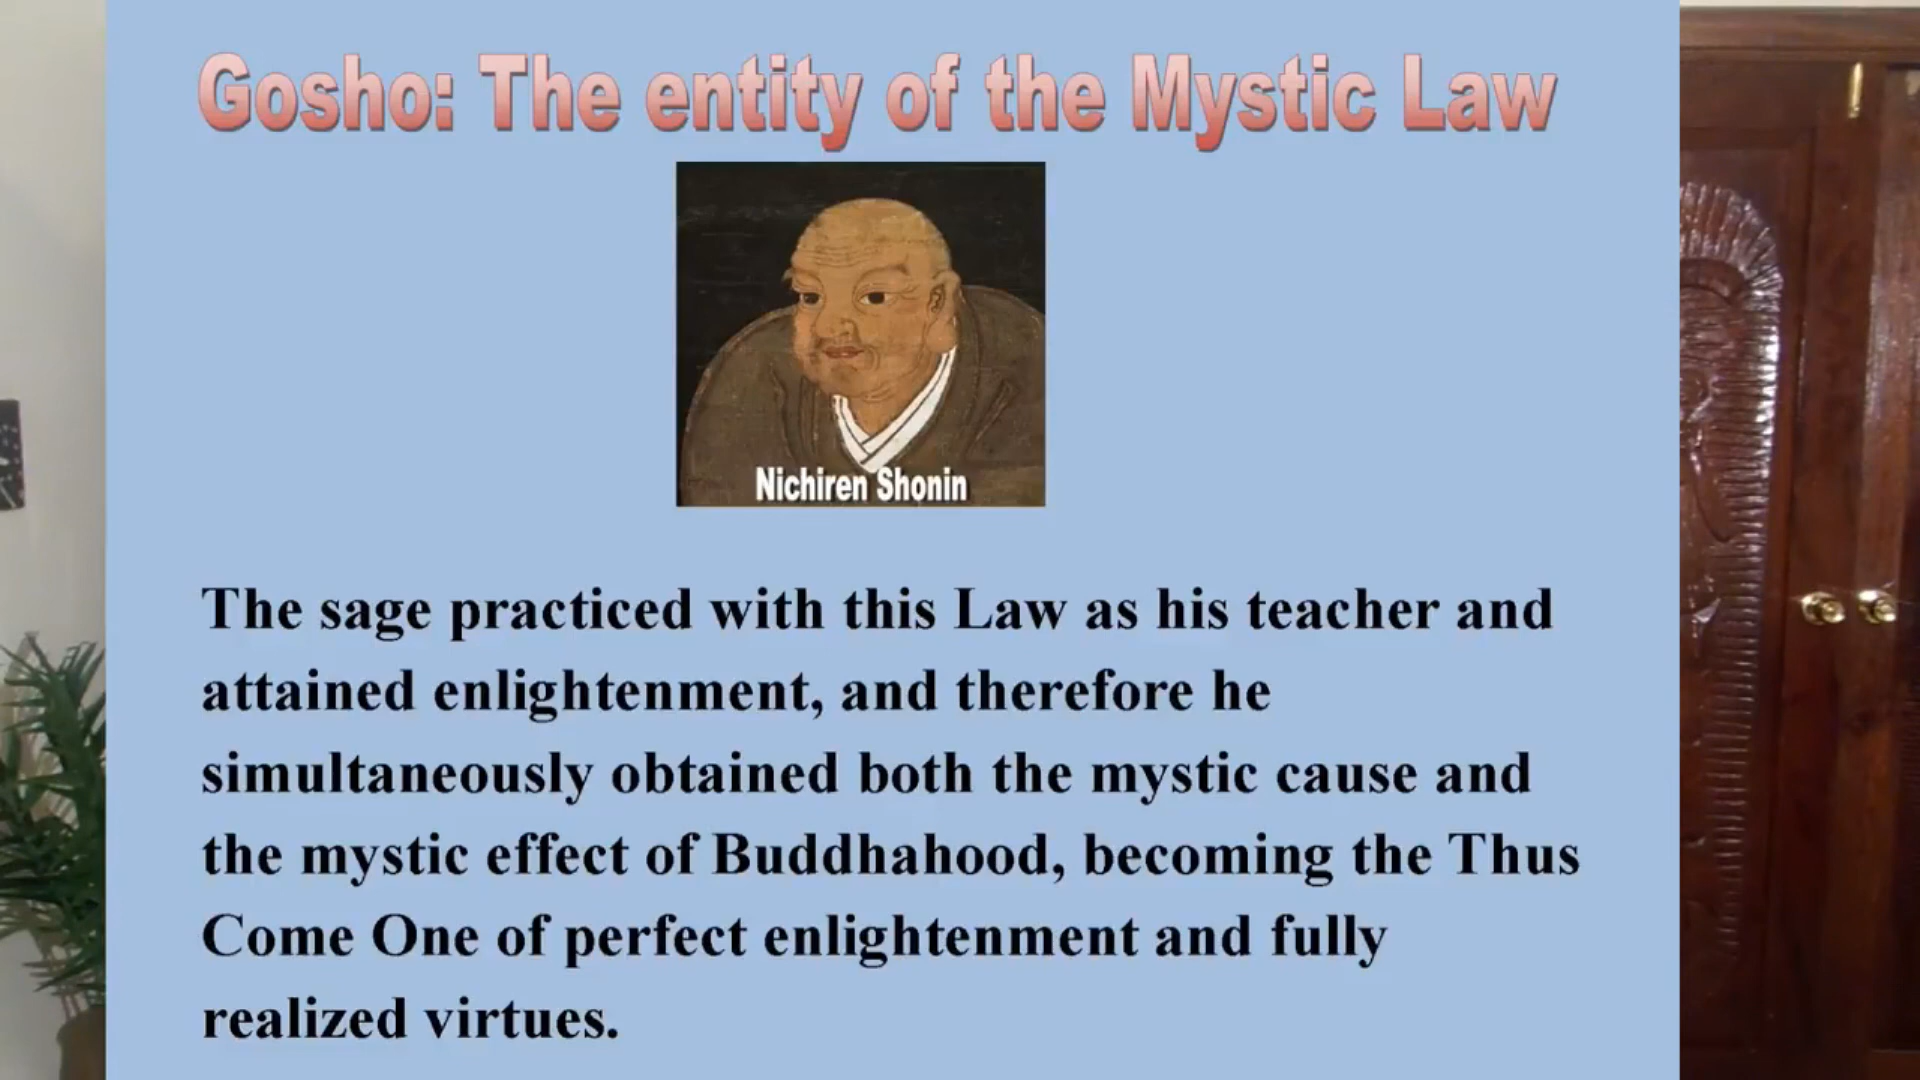 Gosho: The entity of the Mystic Law
Nichiren Shonin
The sage practiced with this Law as his teacher and
attained enlightenment, and therefore he
simultaneously obtained both the mystic cause and
the mystic effect of Buddhahood, becoming the Thus
Come One of perfect enlightenment and fully
realized virtues.